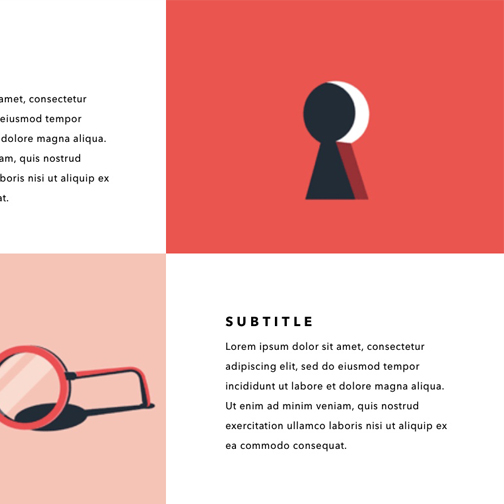 amet, consectetur
eiusmod tempor
dolore magna aliqua.
am, quis nostrud
boris nisi ut aliquip ex
at.
SUBTITLE
Lorem ipsum dolor sit amet, consectetur
adipiscing elit, sed do eiusmod tempor
incididunt ut labore et dolore magna aliqua.
Ut enim ad minim veniam, quis nostrud
exercitation ullamco laboris nisi ut aliquip ex
ea commodo consequat.